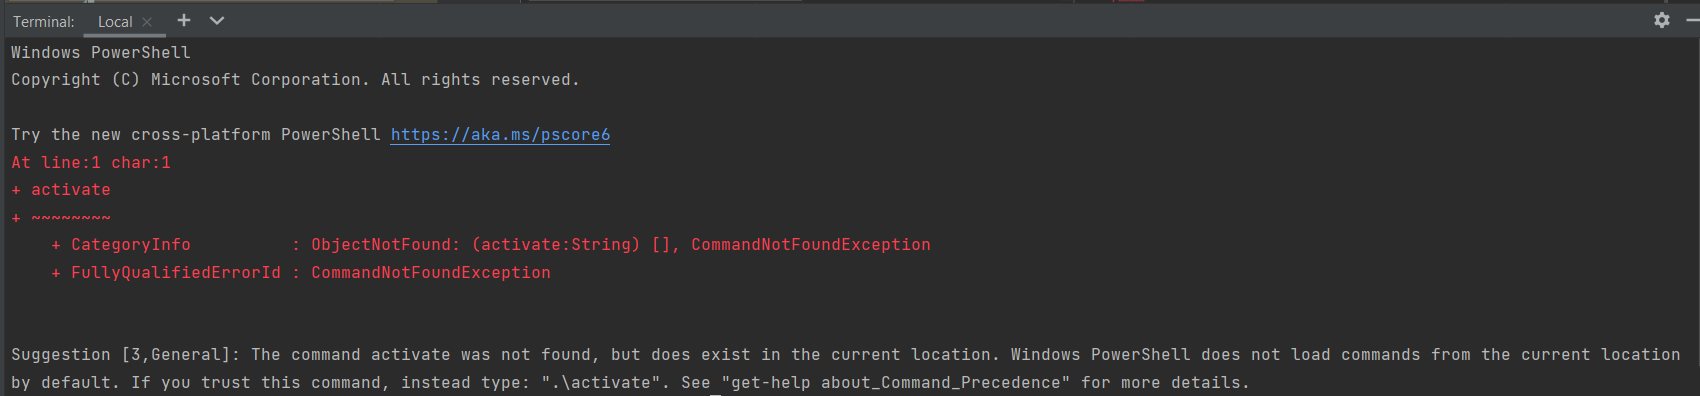 Terminal: Local × + ∨
Windows PowerShell
Copyright (C) Microsoft Corporation. All rights reserved.
Try the new cross-platform PowerShell https://aka.ms/pscore6
At line:1 char:1
+ activate
+ ~~~~~~~~
    + CategoryInfo          : ObjectNotFound: (activate:String) [], CommandNotFoundException
    + FullyQualifiedErrorId : CommandNotFoundException
Suggestion [3,General]: The command activate was not found, but does exist in the current location. Windows PowerShell does not load commands from the current location
by default. If you trust this command, instead type: ".\activate". See "get-help about_Command_Precedence" for more details.